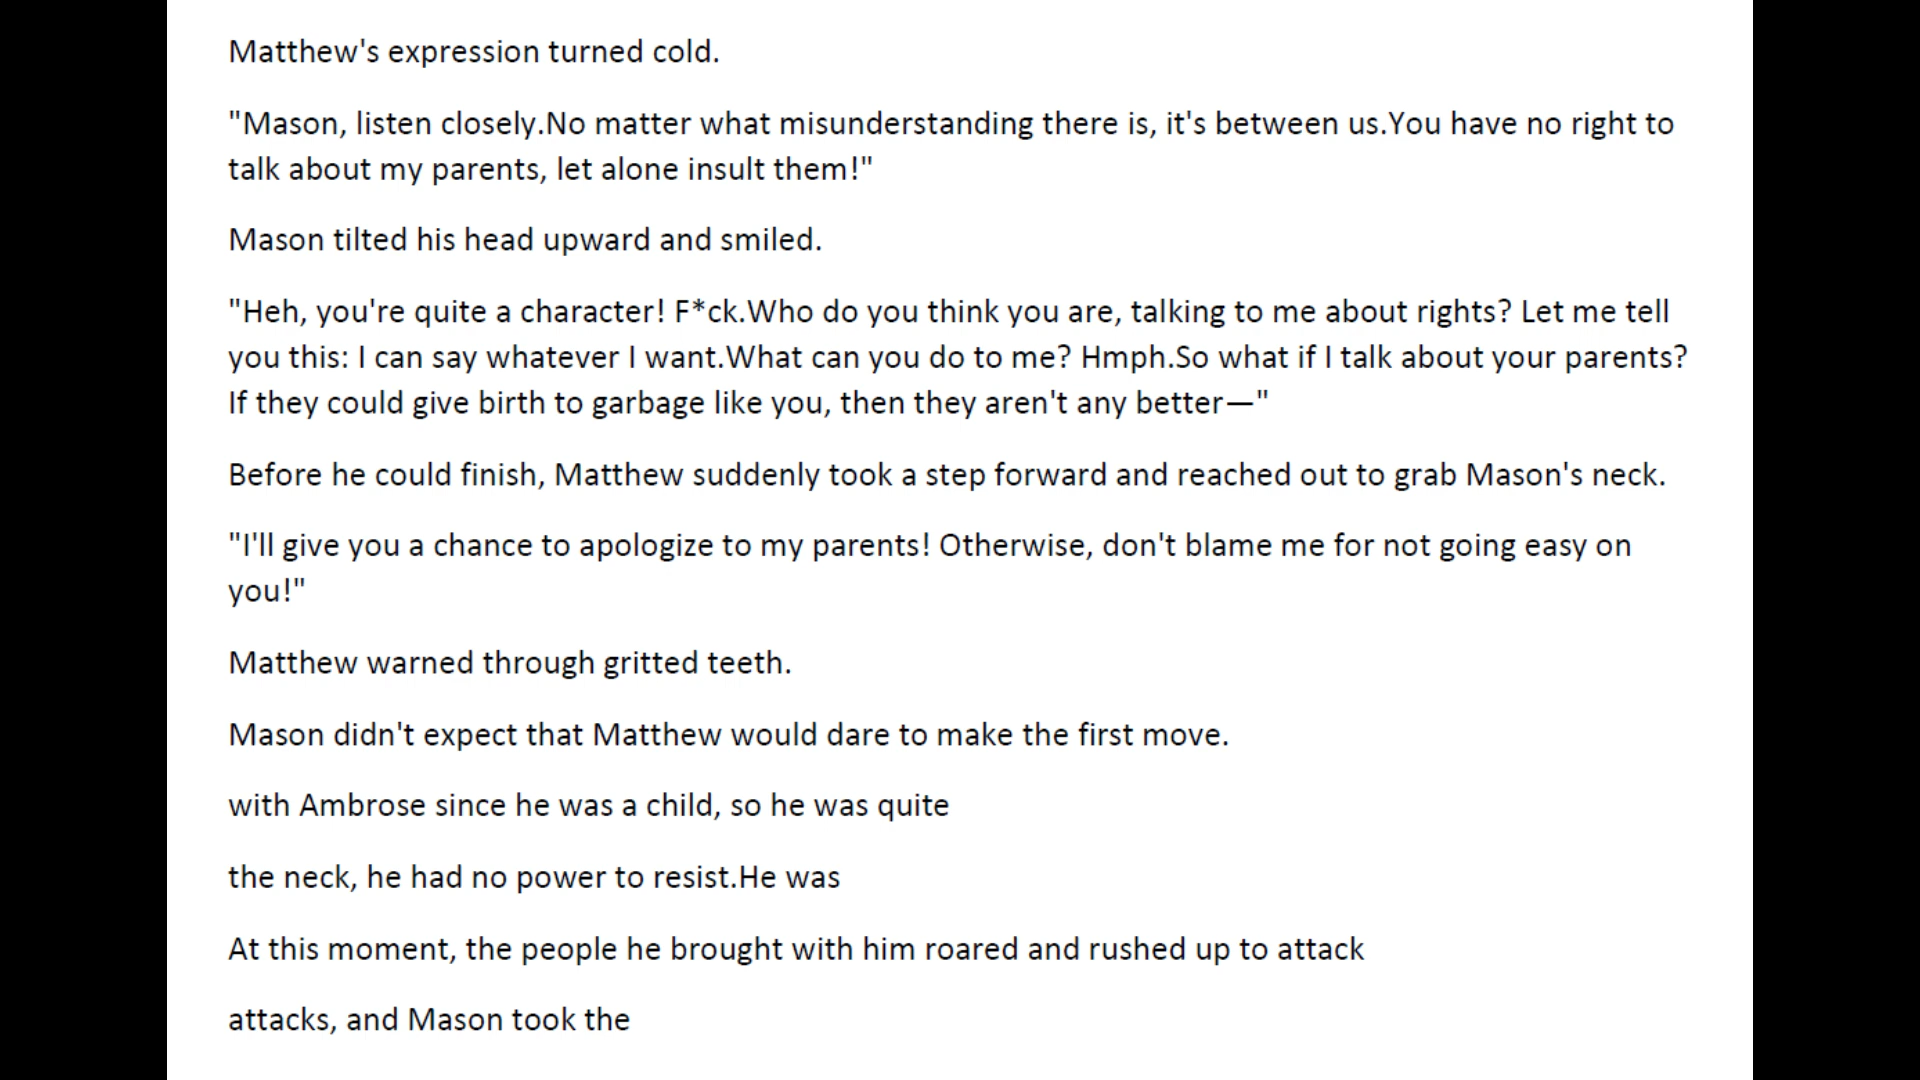 Matthew's expression turned cold.
"Mason, listen closely.No matter what misunderstanding there is, it's between us.You have no right to
talk about my parents, let alone insult them!"
Mason tilted his head upward and smiled.
"Heh, you're quite a character! F*ck.Who do you think you are, talking to me about rights? Let me tell
you this: I can say whatever I want.What can you do to me? Hmph.So what if I talk about your parents?
If they could give birth to garbage like you, then they aren't any better—"
Before he could finish, Matthew suddenly took a step forward and reached out to grab Mason's neck.
"I'll give you a chance to apologize to my parents! Otherwise, don't blame me for not going easy on
you!"
Matthew warned through gritted teeth.
Mason didn't expect that Matthew would dare to make the first move.
with Ambrose since he was a child, so he was quite
the neck, he had no power to resist.He was
At this moment, the people he brought with him roared and rushed up to attack
attacks, and Mason took the